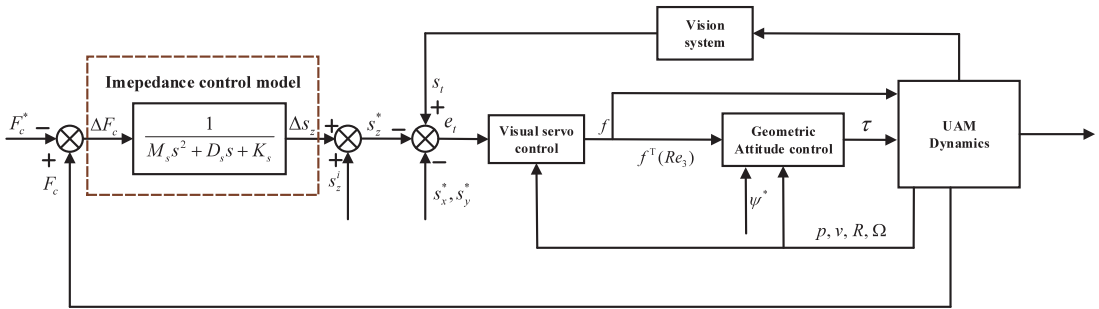 Vision
system
Imepedance control model
s_t
+
F_c^*
−
ΔF_c
1
M_s s^2 + D_s s + K_s
Δs_z
+
s_z^*
−
e_t
Visual servo
control
f
Geometric
Attitude control
τ
UAM
Dynamics
+
F_c
+
s_z^i
−
s_x^*, s_y^*
f^T(Re_3)
ψ^*
p, v, R, Ω